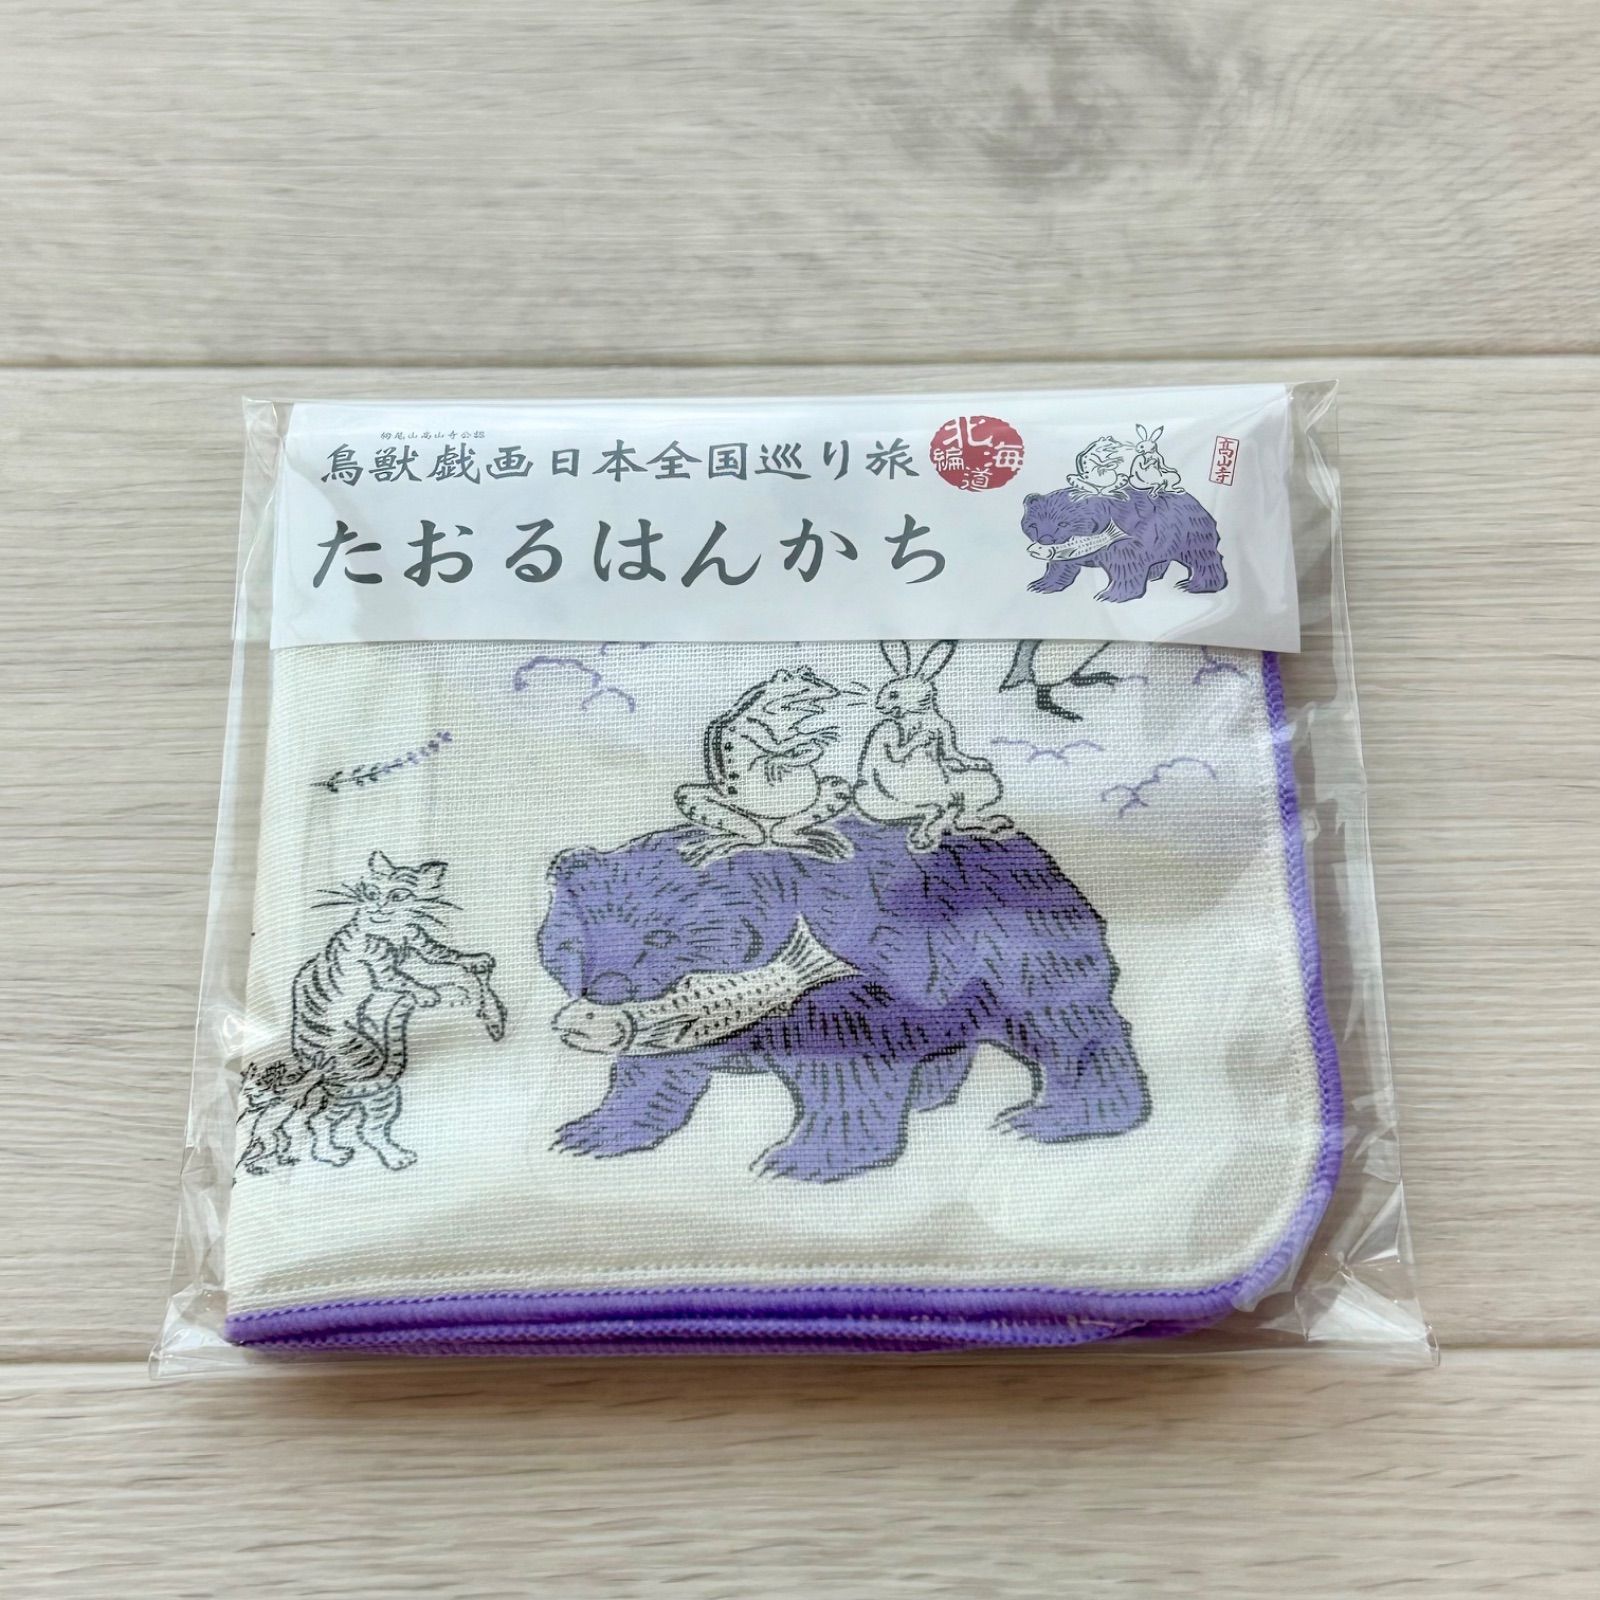 栂尾山高山寺公認
鳥獣戯画日本全国巡り旅
北海道編
高山寺
たおるはんかち